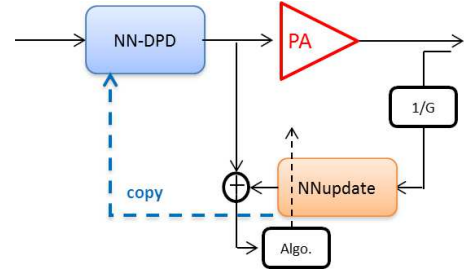 NN-DPD
PA
1/G
+
NNupdate
copy
Algo.